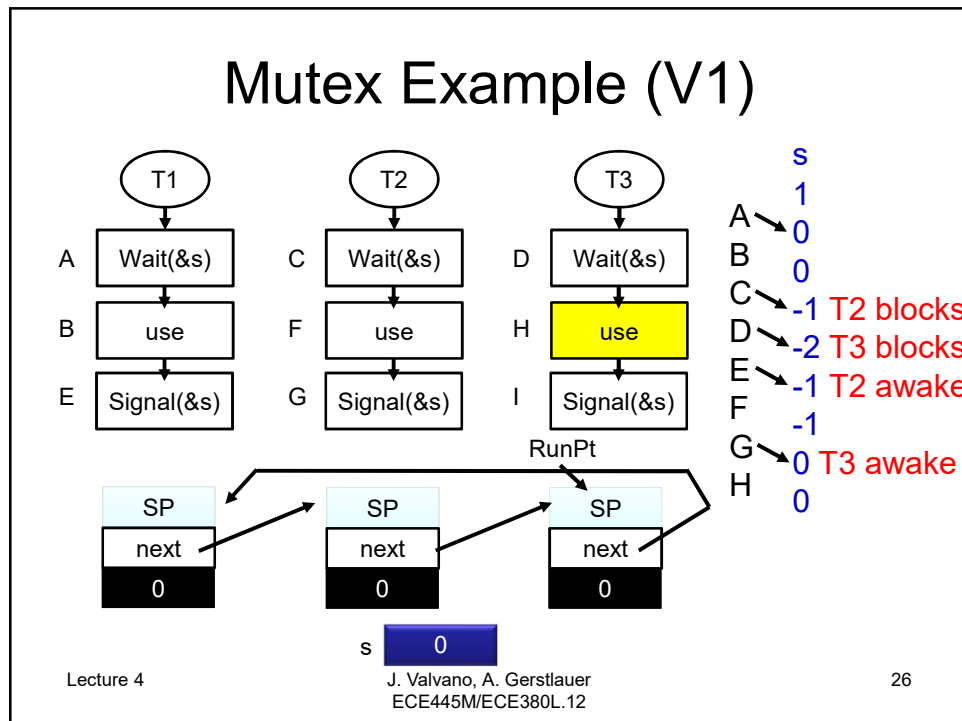 Mutex Example (V1)
T1 T2 T3
A Wait(&s) C Wait(&s) D Wait(&s)
B use F use H use
E Signal(&s) G Signal(&s) I Signal(&s)
s
1
A 0
B 0
C -1 T2 blocks
D -2 T3 blocks
E -1 T2 awake
F -1
G 0 T3 awake
H 0
RunPt
SP SP SP
next next next
0 0 0
s 0
Lecture 4 J. Valvano, A. Gerstlauer 26
ECE445M/ECE380L.12